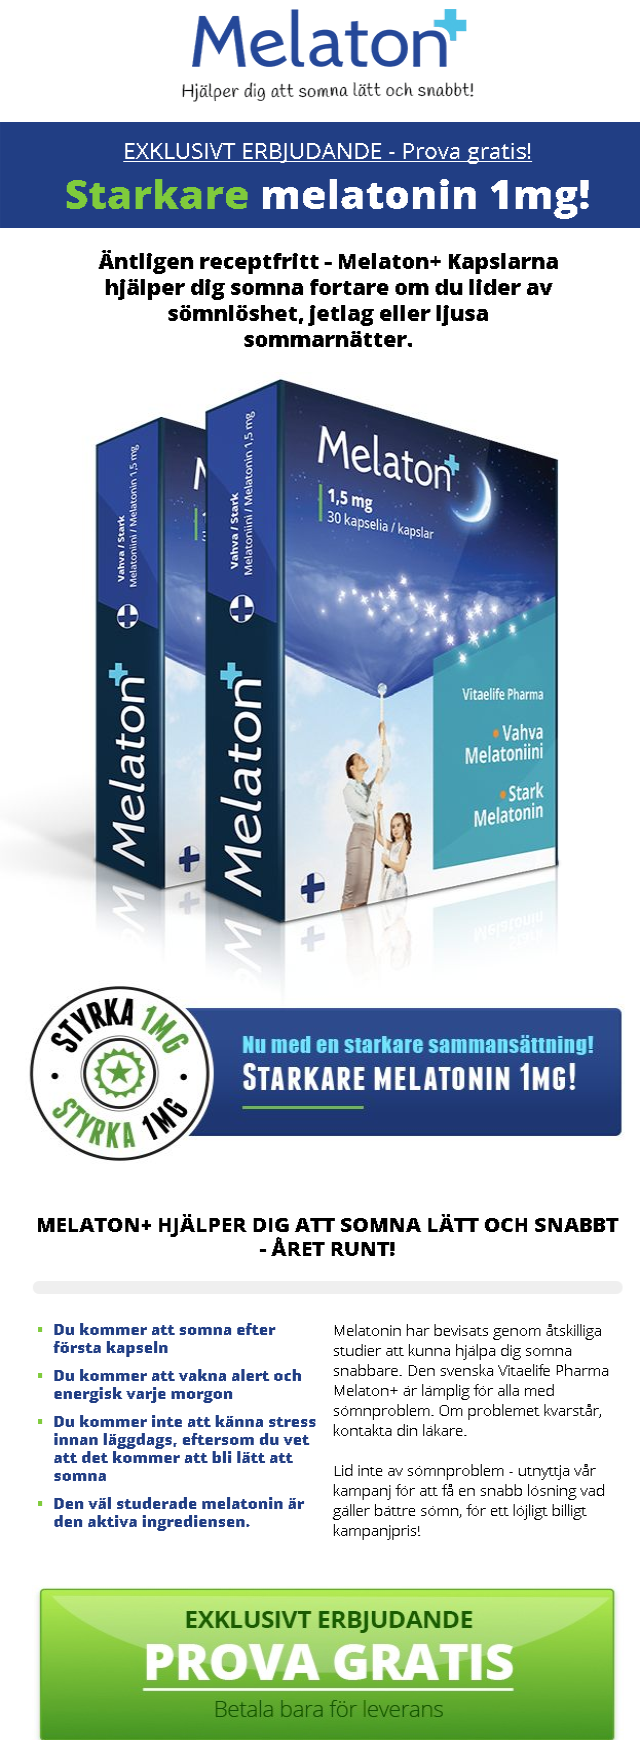 Melaton+
Hjälper dig att somna lätt och snabbt!
EXKLUSIVT ERBJUDANDE - Prova gratis!
Starkare melatonin 1mg!
Äntligen receptfritt - Melaton+ Kapslarna
hjälper dig somna fortare om du lider av
sömnlöshet, jetlag eller ljusa
sommarnätter.
Vahva / Stark
Melatoniini / Melatonin 1,5 mg
Melaton+
Vahva / Stark
Melatoniini / Melatonin 1,5 mg
Melaton+
Melaton+
1,5 mg
30 kapselia / kapslar
Vitaelife Pharma
• Vahva
Melatoniini
• Stark
Melatonin
STYRKA 1MG
STYRKA 1MG
Nu med en starkare sammansättning!
STARKARE MELATONIN 1MG!
MELATON+ HJÄLPER DIG ATT SOMNA LÄTT OCH SNABBT
- ÅRET RUNT!
Du kommer att somna efter
första kapseln
Du kommer att vakna alert och
energisk varje morgon
Du kommer inte att känna stress
innan läggdags, eftersom du vet
att det kommer att bli lätt att
somna
Den väl studerade melatonin är
den aktiva ingrediensen.
Melatonin har bevisats genom åtskilliga
studier att kunna hjälpa dig somna
snabbare. Den svenska Vitaelife Pharma
Melaton+ är lämplig för alla med
sömnproblem. Om problemet kvarstår,
kontakta din läkare.
Lid inte av sömnproblem - utnyttja vår
kampanj för att få en snabb lösning vad
gäller bättre sömn, för ett löjligt billigt
kampanjpris!
EXKLUSIVT ERBJUDANDE
PROVA GRATIS
Betala bara för leverans